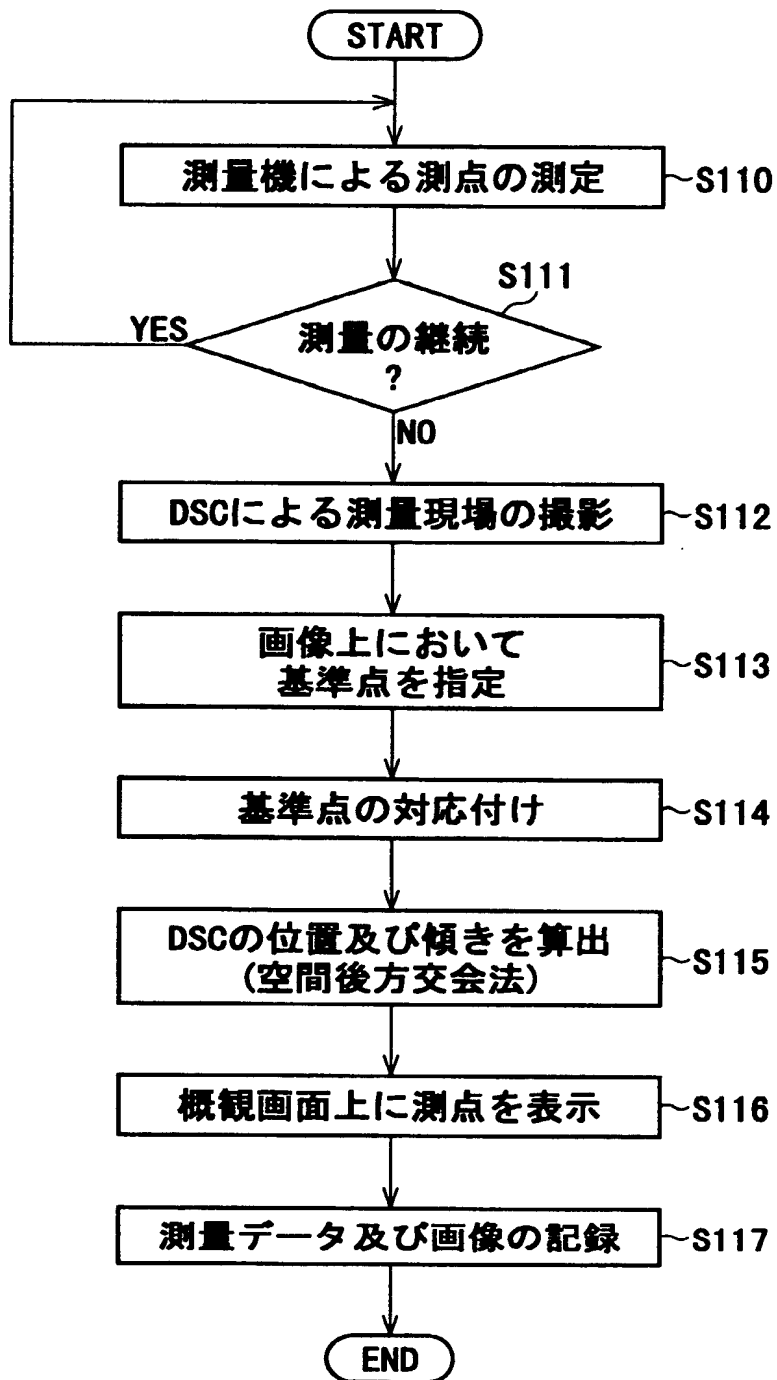 START
測量機による測点の測定
S110
S111
測量の継続
?
YES
NO
DSCによる測量現場の撮影
S112
画像上において
基準点を指定
S113
基準点の対応付け
S114
DSCの位置及び傾きを算出
(空間後方交会法)
S115
概観画面上に測点を表示
S116
測量データ及び画像の記録
S117
END